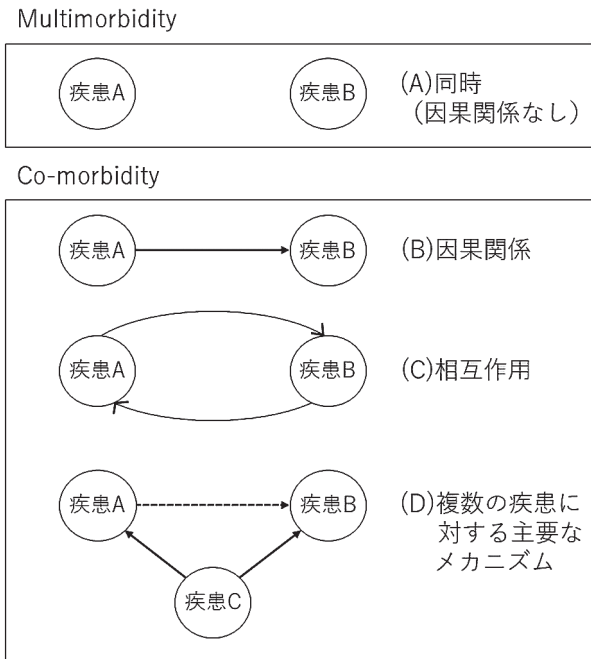 Multimorbidity
疾患A
疾患B
(A)同時
（因果関係なし）
Co-morbidity
疾患A
疾患B
(B)因果関係
疾患A
疾患B
(C)相互作用
疾患A
疾患B
(D)複数の疾患に
対する主要な
メカニズム
疾患C